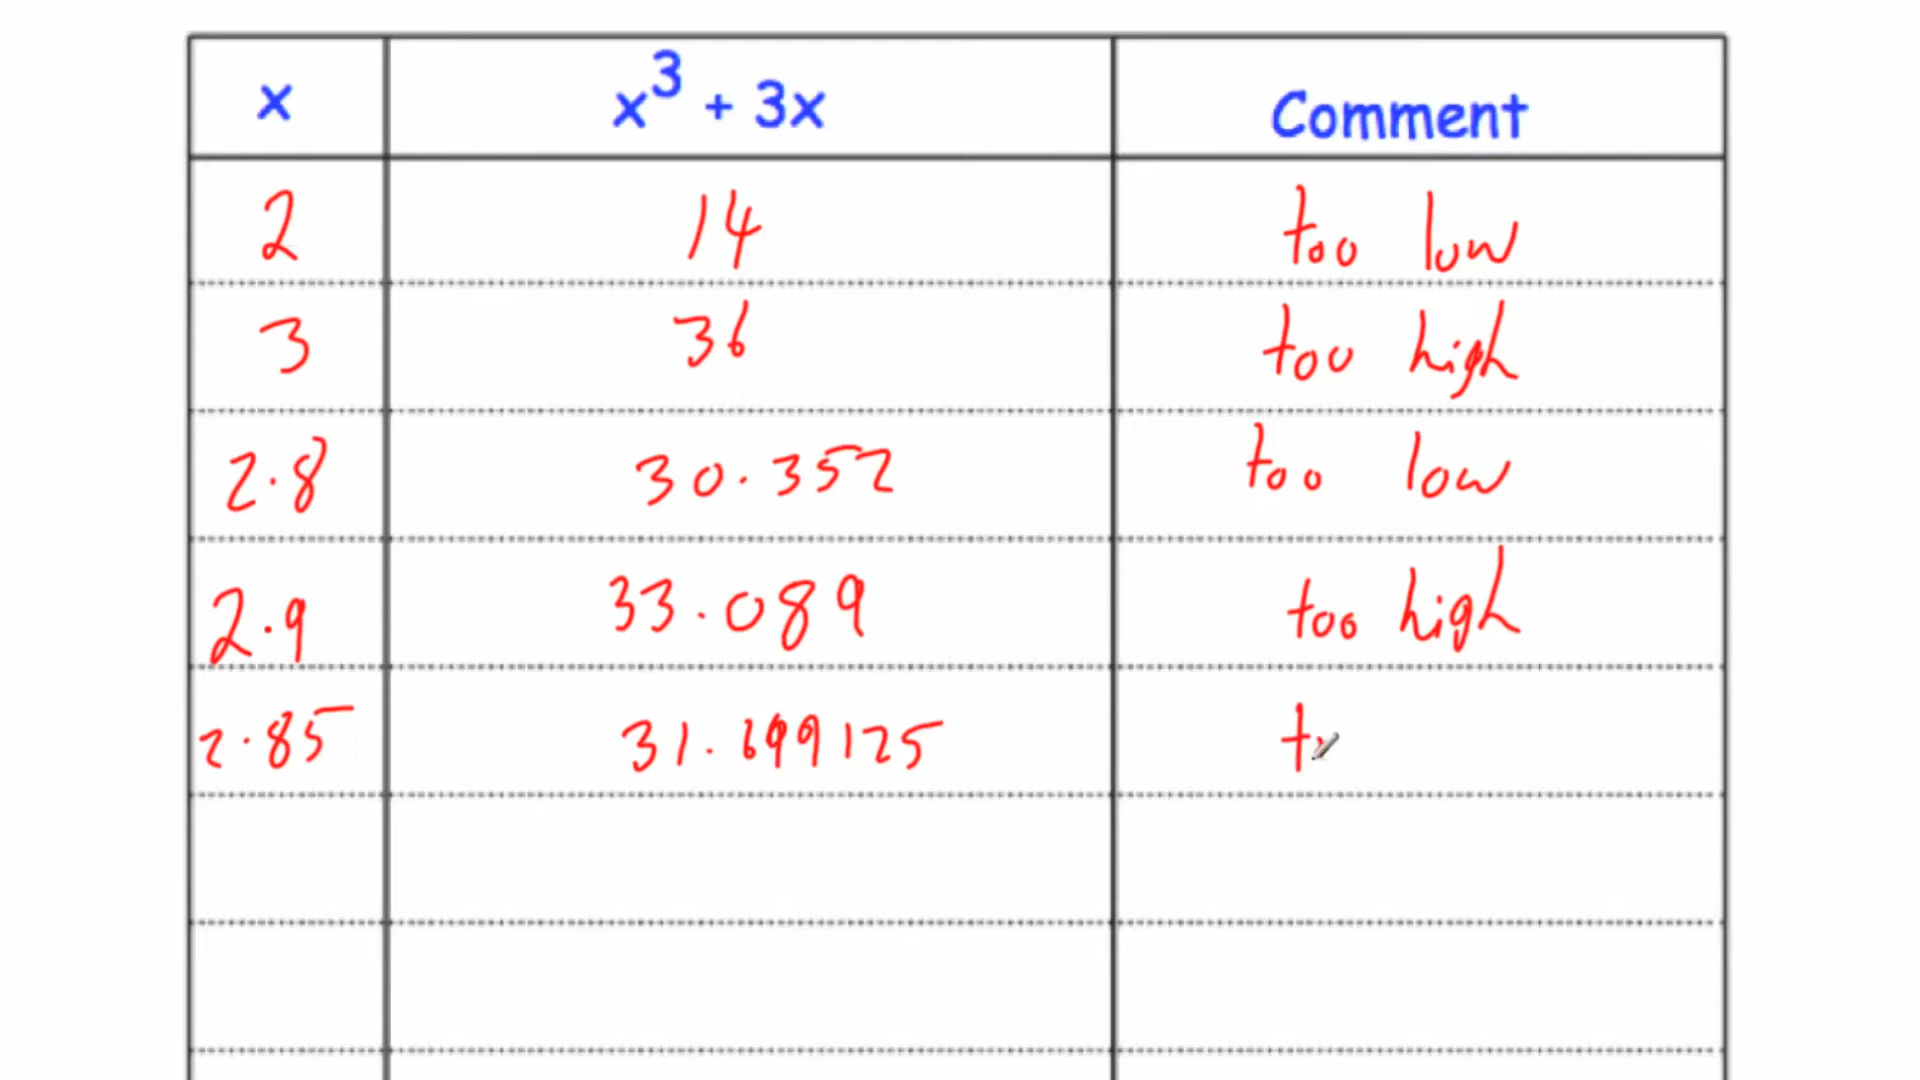 x x³ + 3x Comment
2 14 too low
3 36 too high
2.8 30.352 too low
2.9 33.089 too high
2.85 31.699125